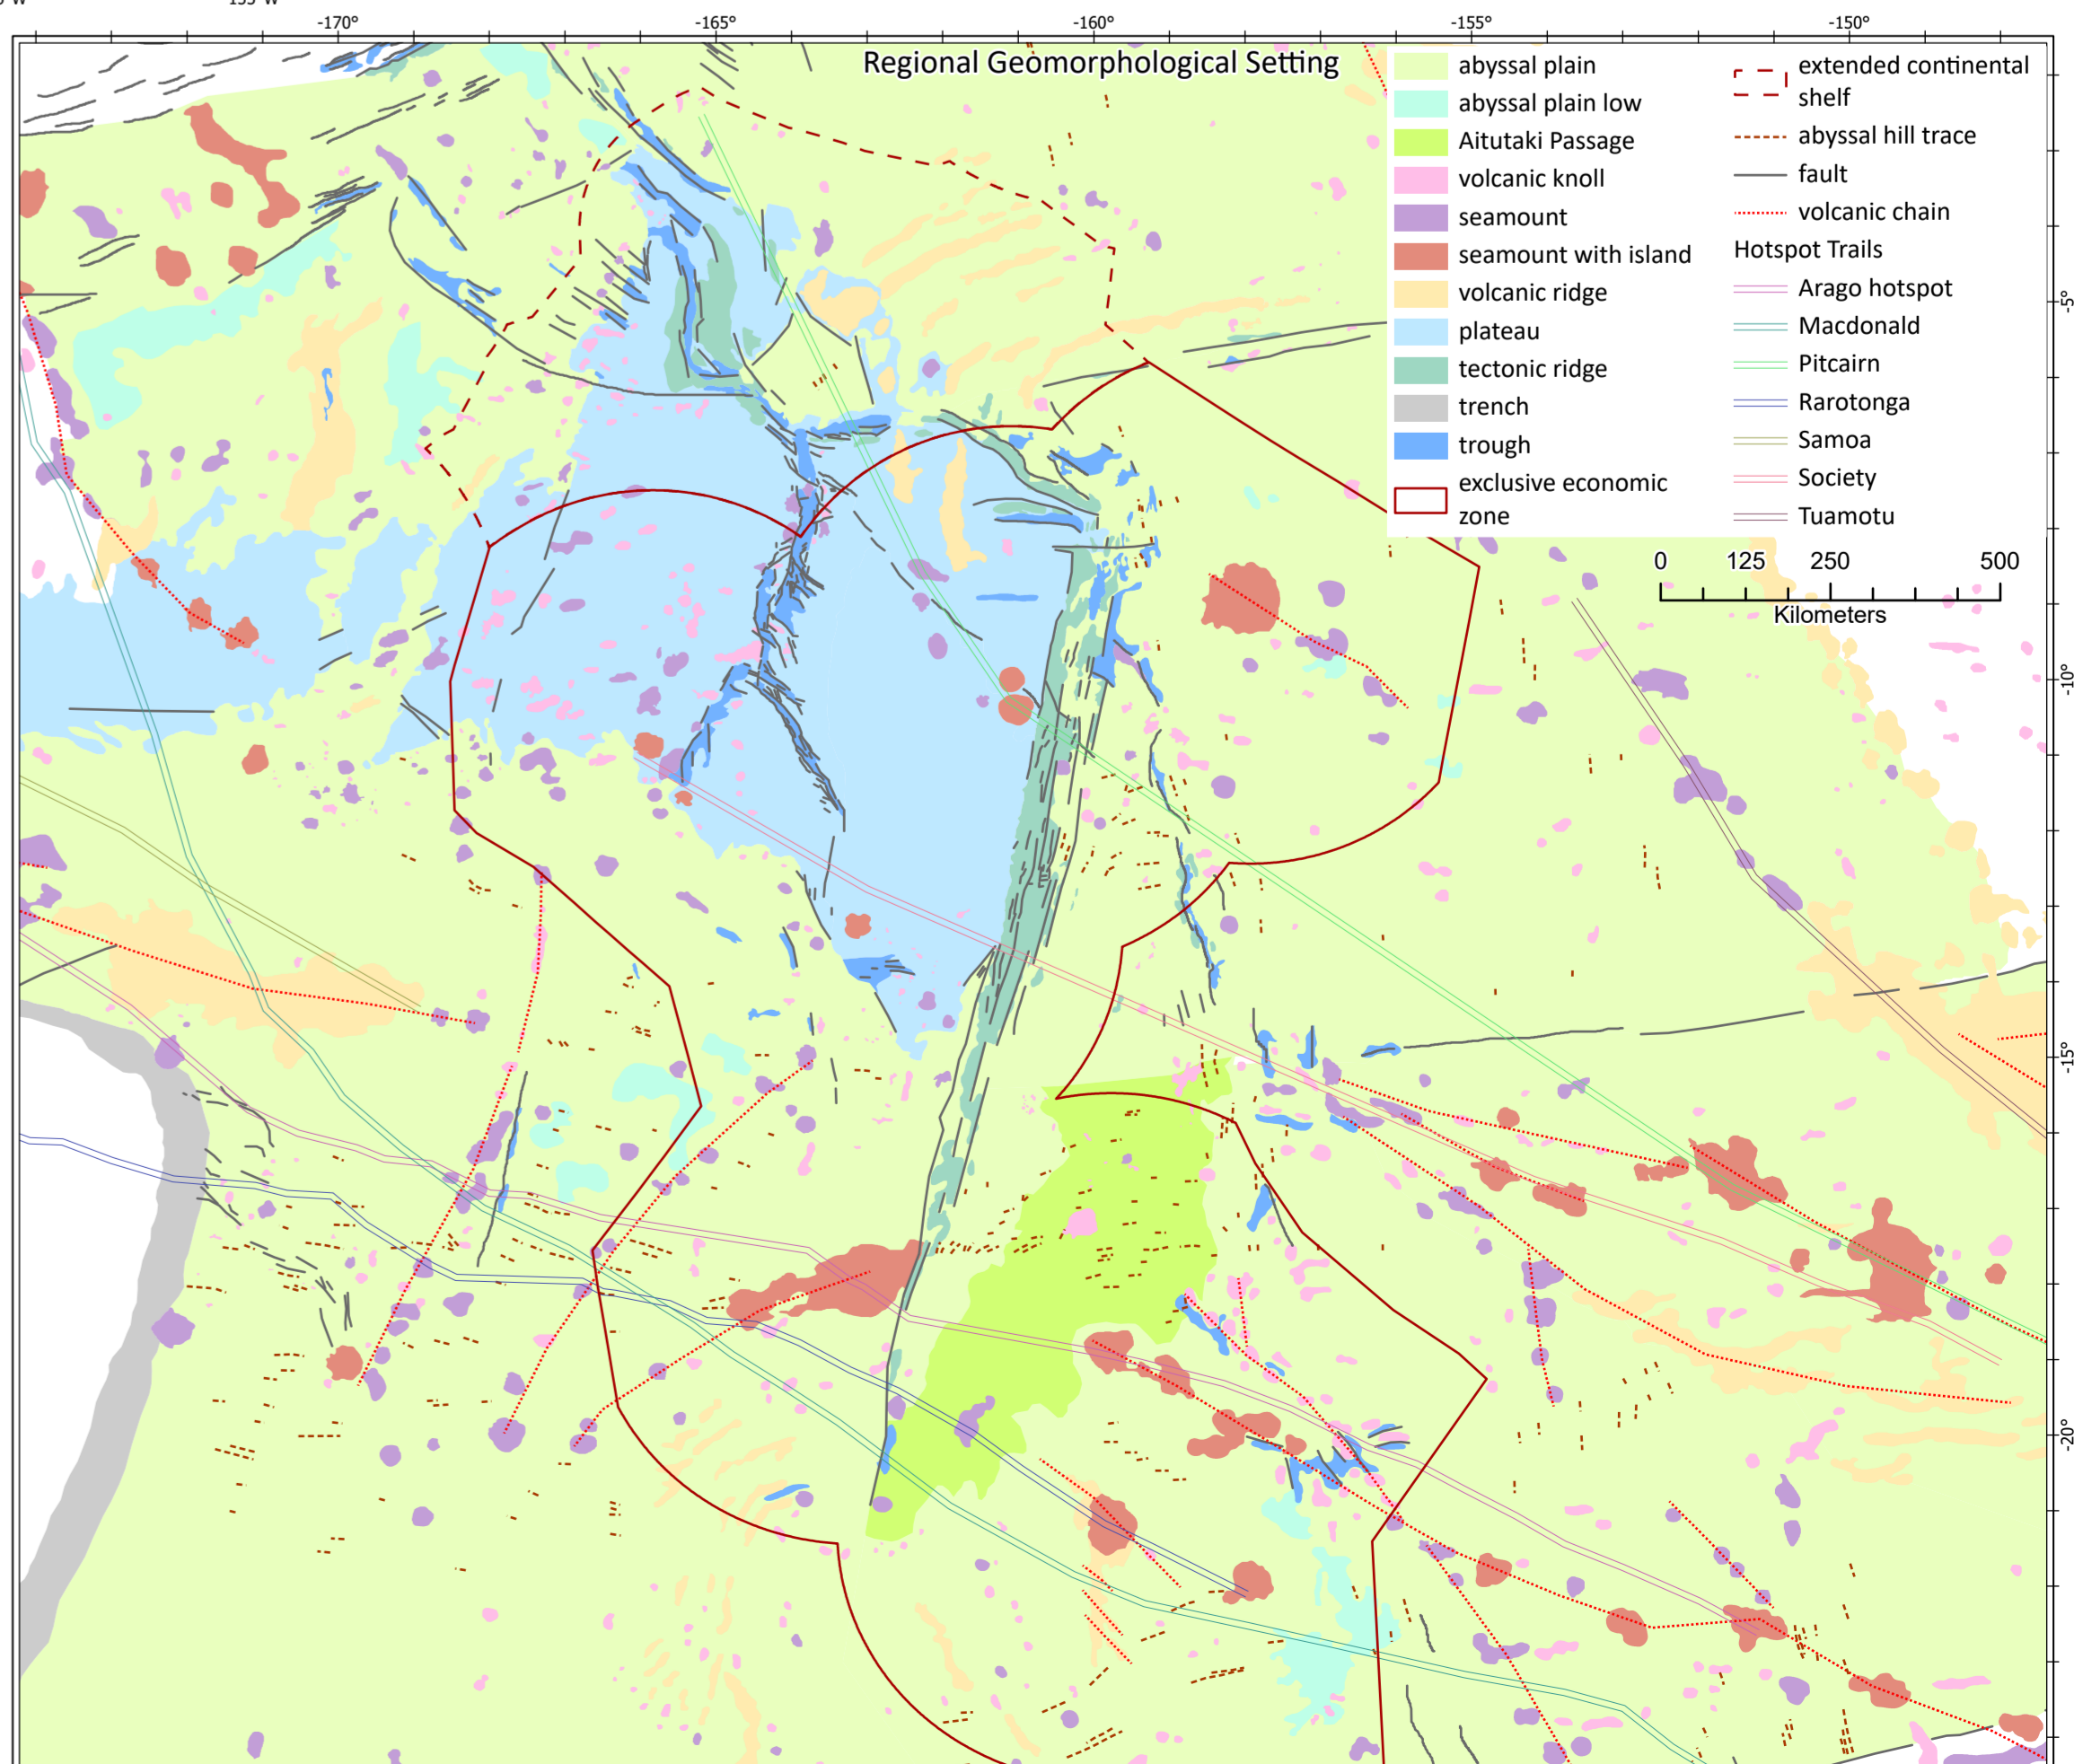 -170°
-165°
-160°
-155°
-150°
Regional Geomorphological Setting
abyssal plain
abyssal plain low
Aitutaki Passage
volcanic knoll
seamount
seamount with island
volcanic ridge
plateau
tectonic ridge
trench
trough
exclusive economic
zone
extended continental
shelf
abyssal hill trace
fault
volcanic chain
Hotspot Trails
Arago hotspot
Macdonald
Pitcairn
Rarotonga
Samoa
Society
Tuamotu
0 125 250 500
Kilometers
-5°
-10°
-15°
-20°